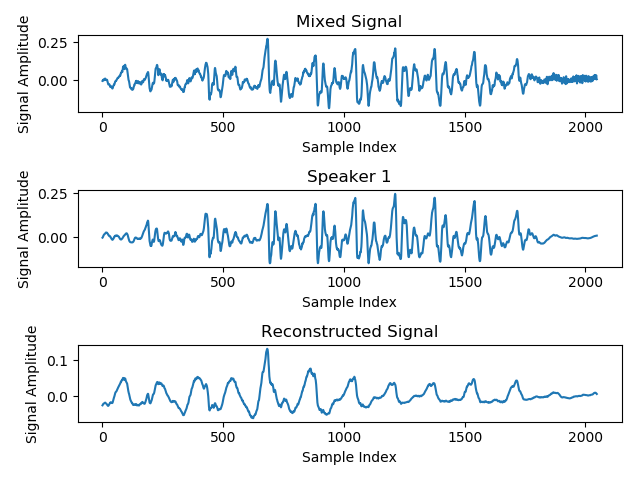 Mixed Signal
Signal Amplitude
0.25
0.00
0
500
1000
1500
2000
Sample Index
Speaker 1
Signal Amplitude
0.25
0.00
0
500
1000
1500
2000
Sample Index
Reconstructed Signal
Signal Amplitude
0.1
0.0
0
500
1000
1500
2000
Sample Index